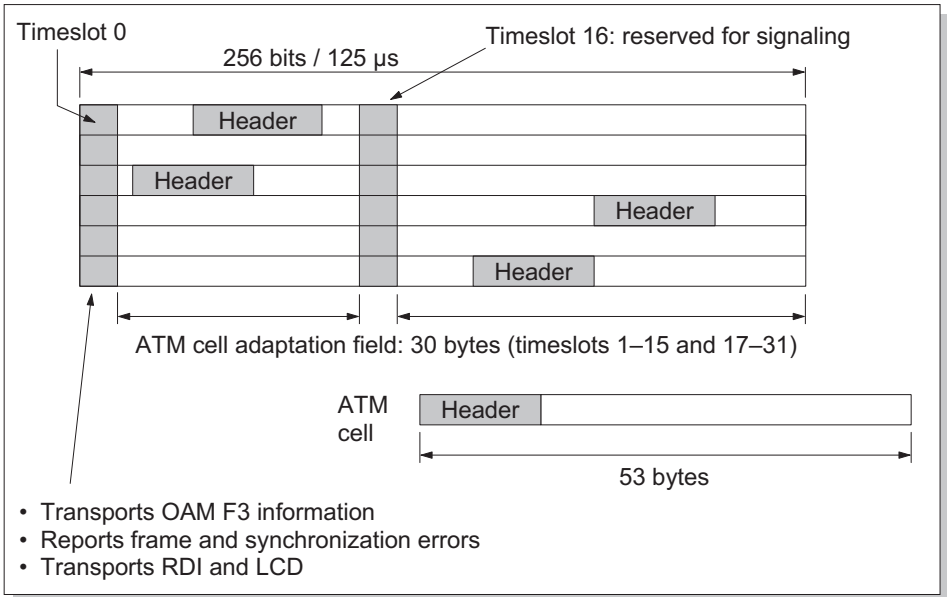 Timeslot 0
Timeslot 16: reserved for signaling
256 bits / 125 µs
Header
Header
Header
Header
ATM cell adaptation field: 30 bytes (timeslots 1–15 and 17–31)
ATM
cell
Header
53 bytes
• Transports OAM F3 information
• Reports frame and synchronization errors
• Transports RDI and LCD